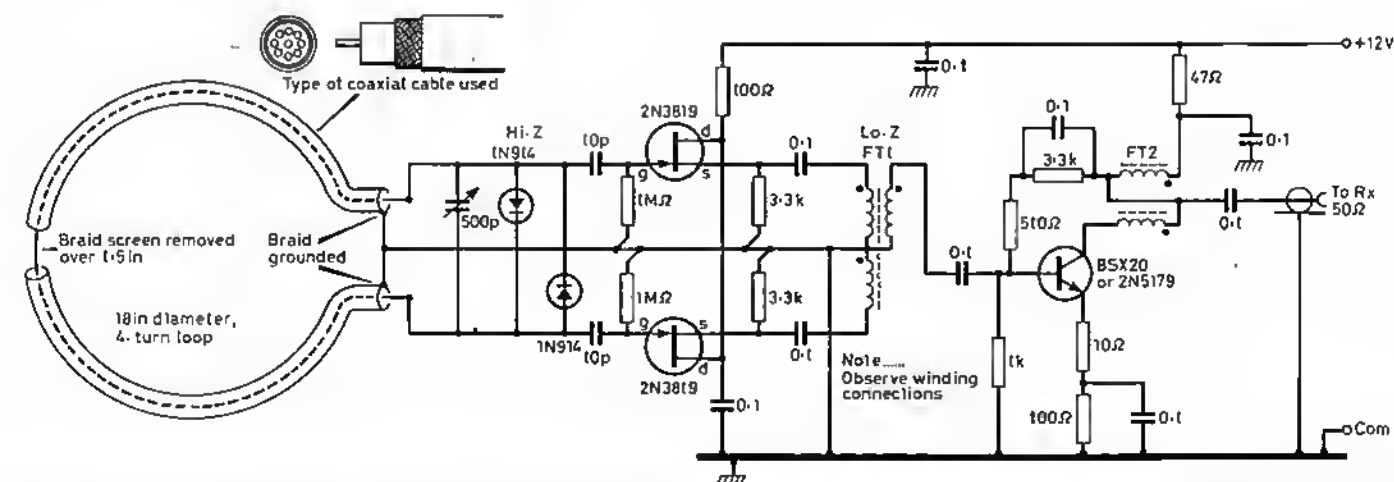 Type of coaxial cable used
Braid screen removed
over 1·5in
Braid
grounded
18in diameter,
4-turn loop
Hi-Z
1N914
500p
1N914
10p
10p
2N3819
g
d
s
1MΩ
1MΩ
g
s
d
2N3819
100Ω
3·3k
3·3k
0·1
0·1
0·1
Lo-Z
FT1
Note
Observe winding
connections
0·1
0·1
1k
510Ω
0·1
3·3k
FT2
47Ω
0·1
+12V
0·1
To Rx
50Ω
BSX20
or 2N5179
10Ω
100Ω
0·1
Com